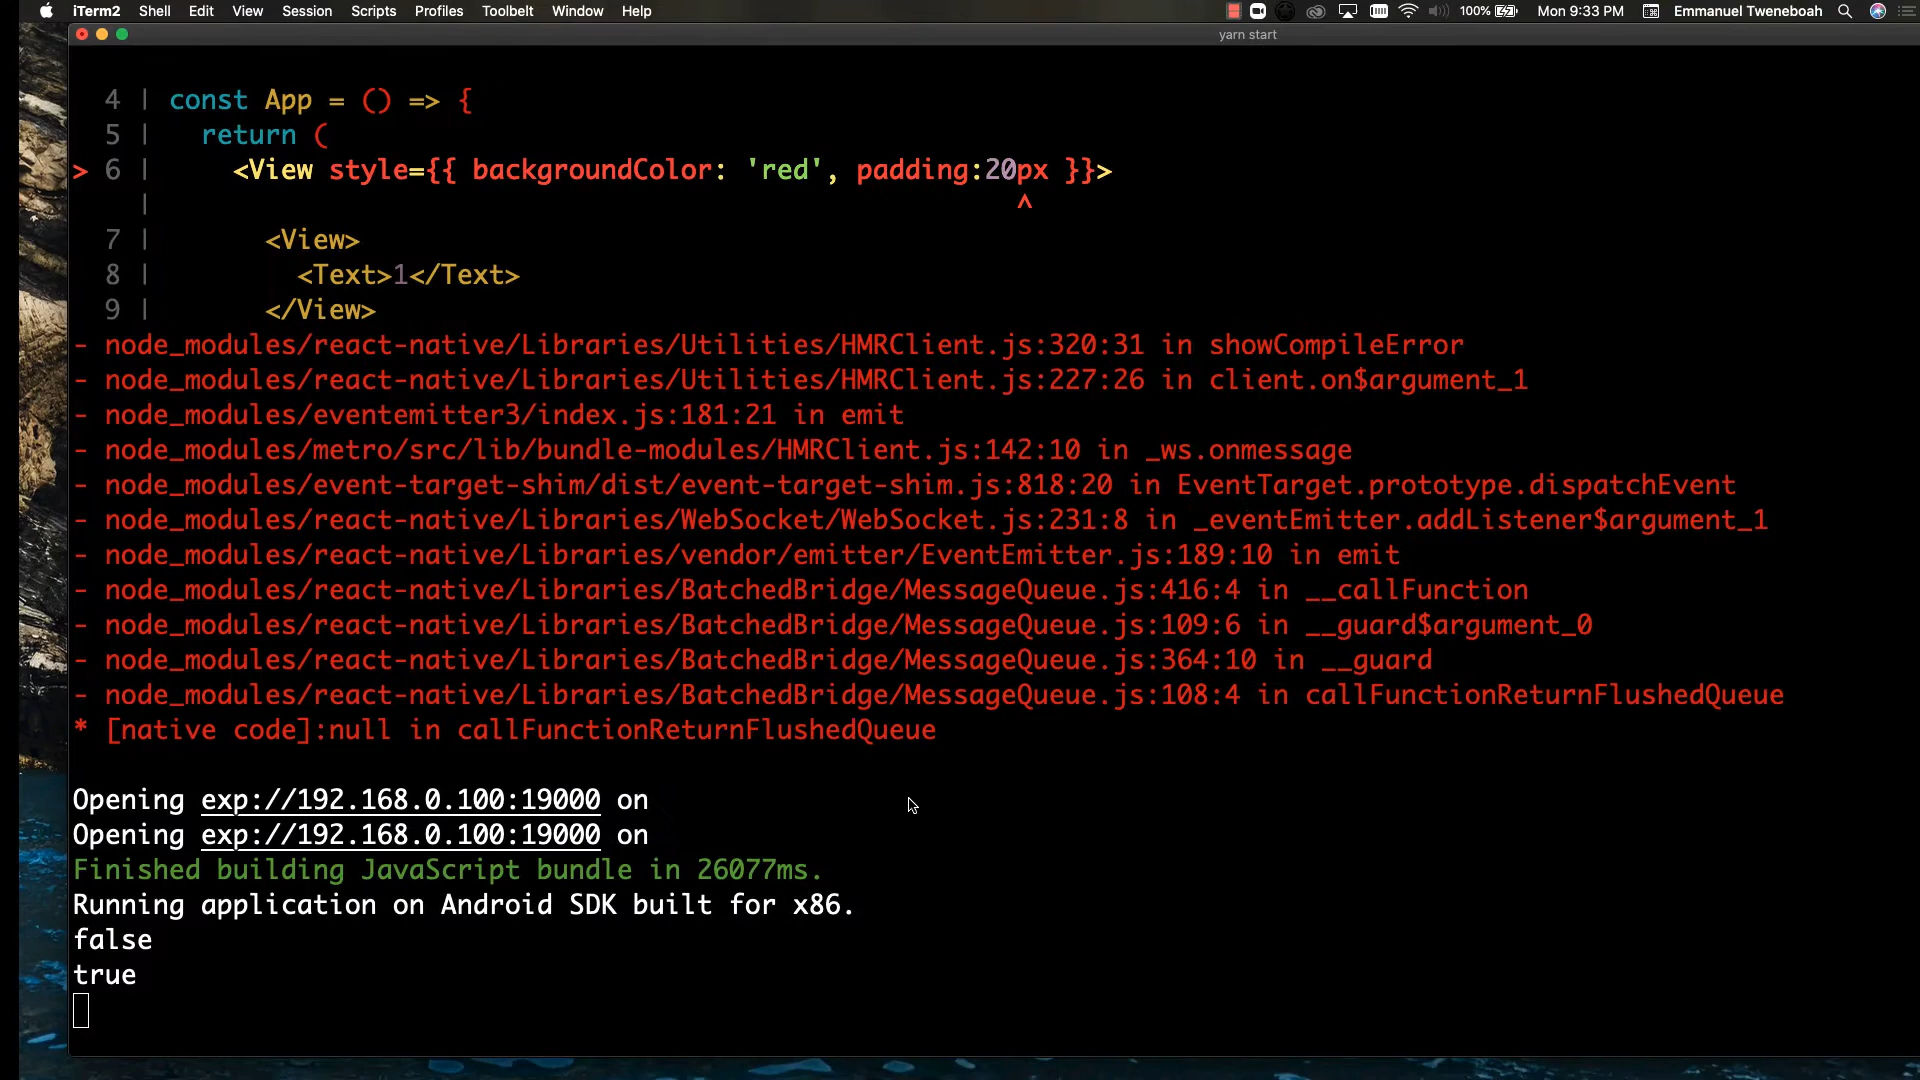 iTerm2 Shell Edit View Session Scripts Profiles Toolbelt Window Help 100% Mon 9:33 PM Emmanuel Tweneboah
yarn start
4 | const App = () => {
5 | return (
> 6 | <View style={{ backgroundColor: 'red', padding:20px }}>
| ^
7 | <View>
8 | <Text>1</Text>
9 | </View>
- node_modules/react-native/Libraries/Utilities/HMRClient.js:320:31 in showCompileError
- node_modules/react-native/Libraries/Utilities/HMRClient.js:227:26 in client.on$argument_1
- node_modules/eventemitter3/index.js:181:21 in emit
- node_modules/metro/src/lib/bundle-modules/HMRClient.js:142:10 in _ws.onmessage
- node_modules/event-target-shim/dist/event-target-shim.js:818:20 in EventTarget.prototype.dispatchEvent
- node_modules/react-native/Libraries/WebSocket/WebSocket.js:231:8 in _eventEmitter.addListener$argument_1
- node_modules/react-native/Libraries/vendor/emitter/EventEmitter.js:189:10 in emit
- node_modules/react-native/Libraries/BatchedBridge/MessageQueue.js:416:4 in __callFunction
- node_modules/react-native/Libraries/BatchedBridge/MessageQueue.js:109:6 in __guard$argument_0
- node_modules/react-native/Libraries/BatchedBridge/MessageQueue.js:364:10 in __guard
- node_modules/react-native/Libraries/BatchedBridge/MessageQueue.js:108:4 in callFunctionReturnFlushedQueue
* [native code]:null in callFunctionReturnFlushedQueue
Opening exp://192.168.0.100:19000 on
Opening exp://192.168.0.100:19000 on
Finished building JavaScript bundle in 26077ms.
Running application on Android SDK built for x86.
false
true